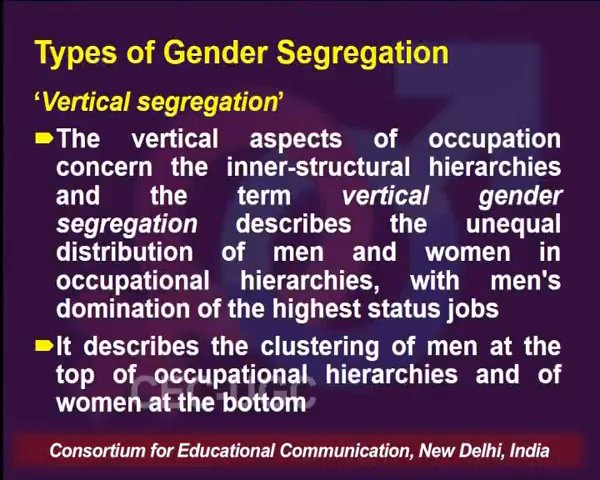 Types of Gender Segregation
‘Vertical segregation’
The vertical aspects of occupation
concern the inner-structural hierarchies
and the term vertical gender
segregation describes the unequal
distribution of men and women in
occupational hierarchies, with men's
domination of the highest status jobs
It describes the clustering of men at the
top of occupational hierarchies and of
women at the bottom
CEC-UGC
Consortium for Educational Communication, New Delhi, India